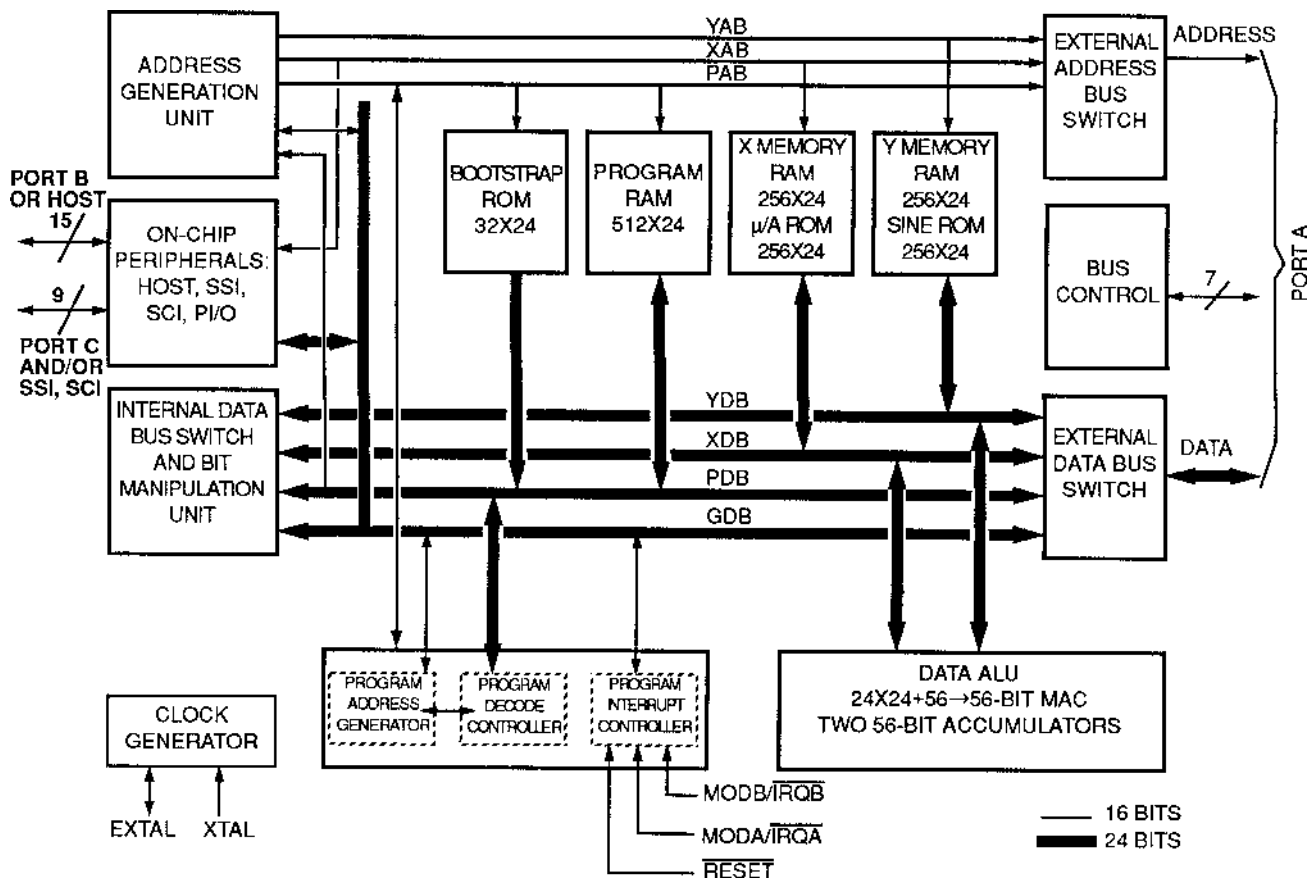 ADDRESS
GENERATION
UNIT
YAB
XAB
PAB
EXTERNAL
ADDRESS
BUS
SWITCH
ADDRESS
BOOTSTRAP
ROM
32X24
PROGRAM
RAM
512X24
X MEMORY
RAM
256X24
μ/A ROM
256X24
Y MEMORY
RAM
256X24
SINE ROM
256X24
PORT B
OR HOST
15
ON-CHIP
PERIPHERALS:
HOST, SSI,
SCI, PI/O
9
PORT C
AND/OR
SSI, SCI
BUS
CONTROL
7
PORT A
INTERNAL DATA
BUS SWITCH
AND BIT
MANIPULATION
UNIT
YDB
XDB
PDB
GDB
EXTERNAL
DATA BUS
SWITCH
DATA
PROGRAM
ADDRESS
GENERATOR
PROGRAM
DECODE
CONTROLLER
PROGRAM
INTERRUPT
CONTROLLER
DATA ALU
24X24+56→56-BIT MAC
TWO 56-BIT ACCUMULATORS
CLOCK
GENERATOR
EXTAL
XTAL
MODB/IRQB
MODA/IRQA
RESET
16 BITS
24 BITS